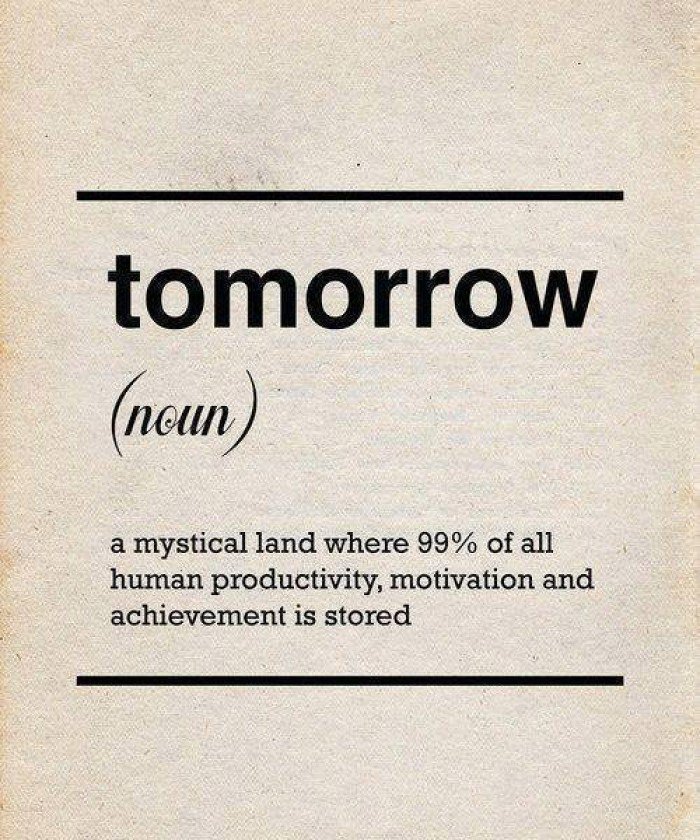 tomorrow
(noun)
a mystical land where 99% of all
human productivity, motivation and
achievement is stored